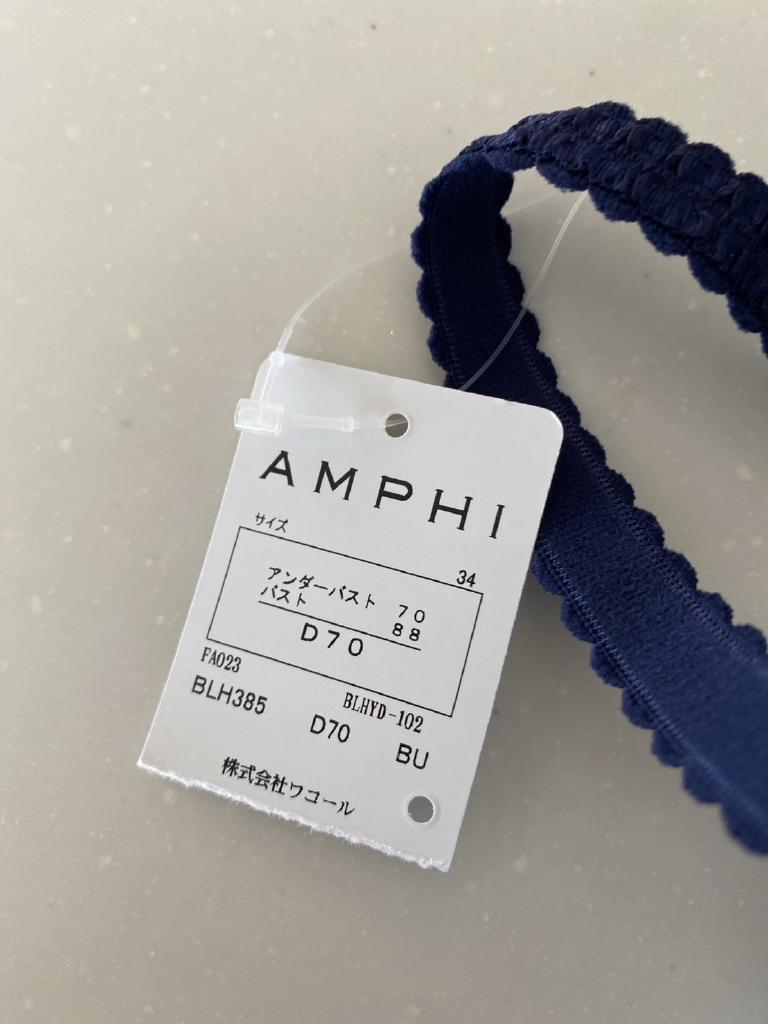 AMPHI
サイズ
34
アンダーバスト 70
バスト 88
D70
FA023
BLHYD-102
BLH385 D70 BU
株式会社ワコール